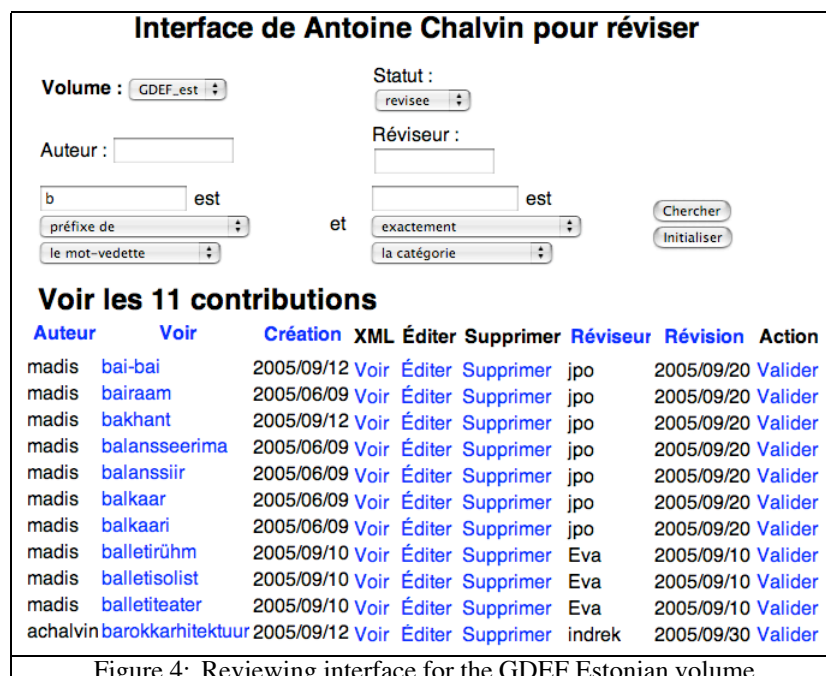 Interface de Antoine Chalvin pour réviser
Volume : GDEF_est
Statut :
revisee
Auteur :
Réviseur :
b est
est
préfixe de et exactement
le mot-vedette la catégorie
Chercher
Initialiser
Voir les 11 contributions
Auteur Voir Création XML Éditer Supprimer Réviseur Révision Action
madis bai-bai 2005/09/12 Voir Éditer Supprimer jpo 2005/09/20 Valider
madis bairaam 2005/06/09 Voir Éditer Supprimer jpo 2005/09/20 Valider
madis bakhant 2005/09/12 Voir Éditer Supprimer jpo 2005/09/20 Valider
madis balansseerima 2005/06/09 Voir Éditer Supprimer jpo 2005/09/20 Valider
madis balanssiir 2005/06/09 Voir Éditer Supprimer jpo 2005/09/20 Valider
madis balkaar 2005/06/09 Voir Éditer Supprimer jpo 2005/09/20 Valider
madis balkaari 2005/06/09 Voir Éditer Supprimer jpo 2005/09/20 Valider
madis balletirühm 2005/09/10 Voir Éditer Supprimer Eva 2005/09/10 Valider
madis balletisolist 2005/09/10 Voir Éditer Supprimer Eva 2005/09/10 Valider
madis balletiteater 2005/09/10 Voir Éditer Supprimer Eva 2005/09/10 Valider
achalvin barokkarhitektuur 2005/09/12 Voir Éditer Supprimer indrek 2005/09/30 Valider
Figure 4: Reviewing interface for the GDEF Estonian volume